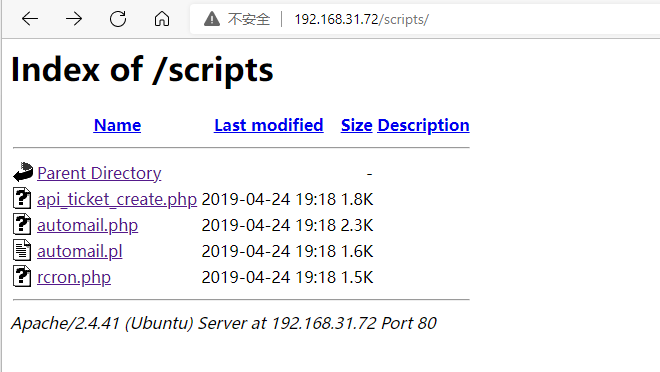 不安全 192.168.31.72/scripts/
Index of /scripts
Name Last modified Size Description
Parent Directory -
api_ticket_create.php 2019-04-24 19:18 1.8K
automail.php 2019-04-24 19:18 2.3K
automail.pl 2019-04-24 19:18 1.6K
rcron.php 2019-04-24 19:18 1.5K
Apache/2.4.41 (Ubuntu) Server at 192.168.31.72 Port 80